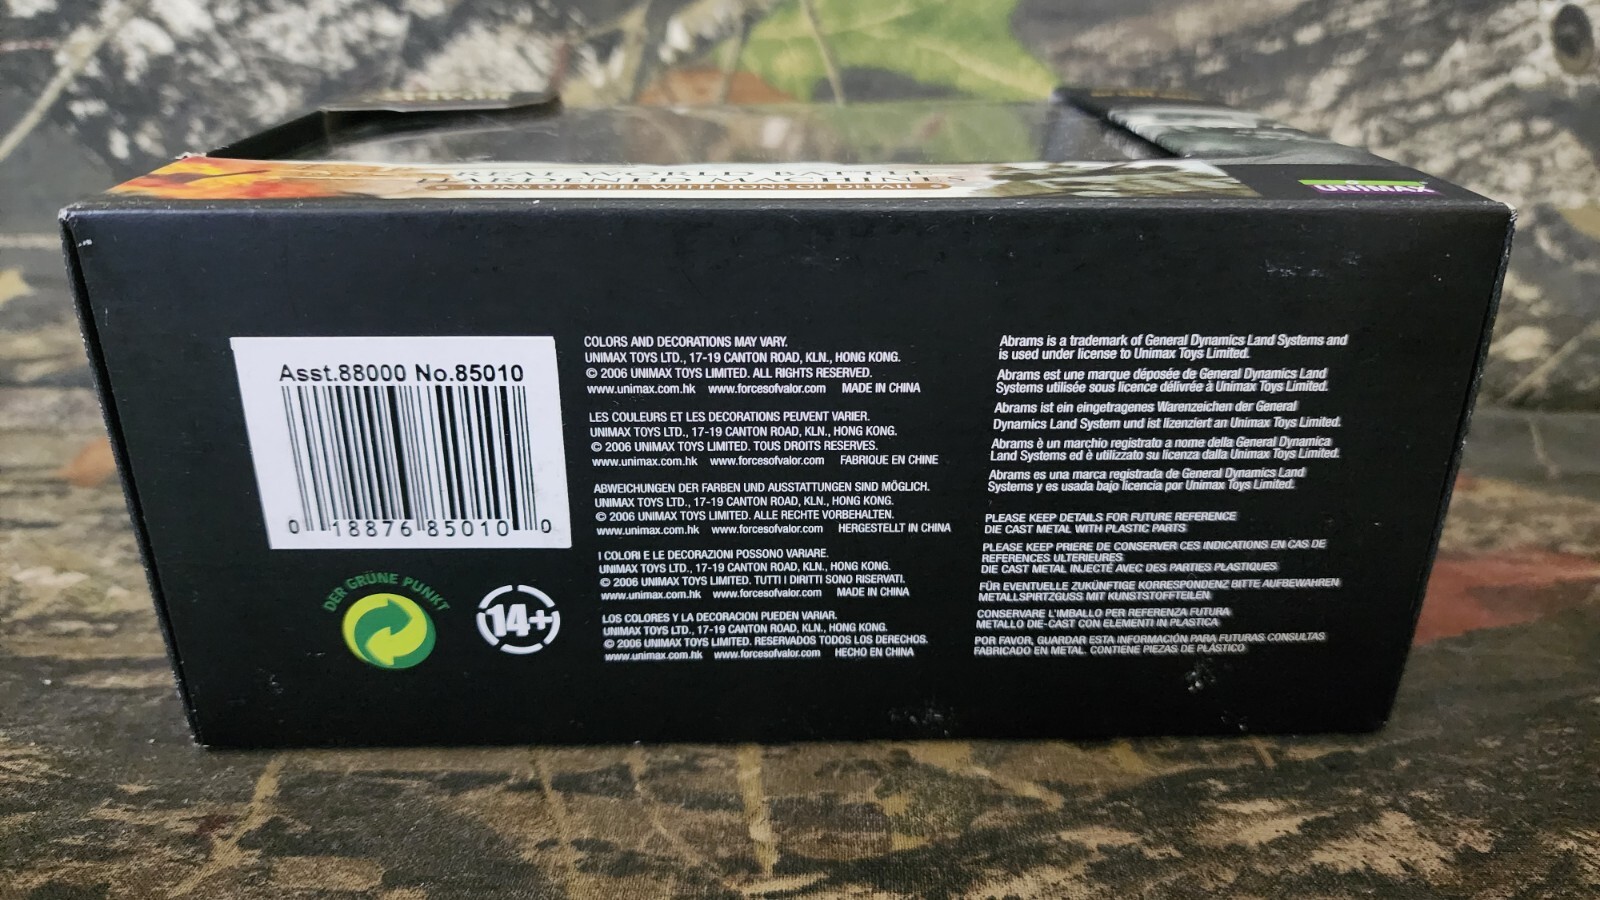 TONS OF STEEL WITH TONS OF DETAIL
UNIMAX
Asst.88000 No.85010
0 18876 85010 0
DER GRÜNE PUNKT
14+
COLORS AND DECORATIONS MAY VARY.
UNIMAX TOYS LTD., 17-19 CANTON ROAD, KLN., HONG KONG.
© 2006 UNIMAX TOYS LIMITED. ALL RIGHTS RESERVED.
www.unimax.com.hk www.forcesofvalor.com MADE IN CHINA
LES COULEURS ET LES DECORATIONS PEUVENT VARIER.
UNIMAX TOYS LTD., 17-19 CANTON ROAD, KLN., HONG KONG.
© 2006 UNIMAX TOYS LIMITED. TOUS DROITS RESERVES.
www.unimax.com.hk www.forcesofvalor.com FABRIQUE EN CHINE
ABWEICHUNGEN DER FARBEN UND AUSSTATTUNGEN SIND MÖGLICH.
UNIMAX TOYS LTD., 17-19 CANTON ROAD, KLN., HONG KONG.
© 2006 UNIMAX TOYS LIMITED. ALLE RECHTE VORBEHALTEN.
www.unimax.com.hk www.forcesofvalor.com HERGESTELLT IN CHINA
I COLORI E LE DECORAZIONI POSSONO VARIARE.
UNIMAX TOYS LTD., 17-19 CANTON ROAD, KLN., HONG KONG.
© 2006 UNIMAX TOYS LIMITED. TUTTI I DIRITTI SONO RISERVATI.
www.unimax.com.hk www.forcesofvalor.com MADE IN CHINA
LOS COLORES Y LA DECORACION PUEDEN VARIAR.
UNIMAX TOYS LTD., 17-19 CANTON ROAD, KLN., HONG KONG.
© 2006 UNIMAX TOYS LIMITED. RESERVADOS TODOS LOS DERECHOS.
www.unimax.com.hk www.forcesofvalor.com HECHO EN CHINA
Abrams is a trademark of General Dynamics Land Systems and
is used under license to Unimax Toys Limited.
Abrams est une marque déposée de General Dynamics Land
Systems utilisée sous licence délivrée à Unimax Toys Limited.
Abrams ist ein eingetragenes Warenzeichen der General
Dynamics Land System und ist lizenziert an Unimax Toys Limited.
Abrams è un marchio registrato a nome della General Dynamica
Land Systems ed è utilizzato su licenza dalla Unimax Toys Limited.
Abrams es una marca registrada de General Dynamics Land
Systems y es usada bajo licencia por Unimax Toys Limited.
PLEASE KEEP DETAILS FOR FUTURE REFERENCE
DIE CAST METAL WITH PLASTIC PARTS
PLEASE KEEP PRIERE DE CONSERVER CES INDICATIONS EN CAS DE
REFERENCES ULTERIEURES
DIE CAST METAL INJECTÉ AVEC DES PARTIES PLASTIQUES
FÜR EVENTUELLE ZUKÜNFTIGE KORRESPONDENZ BITTE AUFBEWAHREN
METALLSPIRTZGUSS MIT KUNSTSTOFFTEILEN
CONSERVARE L'IMBALLO PER REFERENZA FUTURA
METALLO DIE-CAST CON ELEMENTI IN PLASTICA
POR FAVOR, GUARDAR ESTA INFORMACIÓN PARA FUTURAS CONSULTAS
FABRICADO EN METAL. CONTIENE PIEZAS DE PLÁSTICO